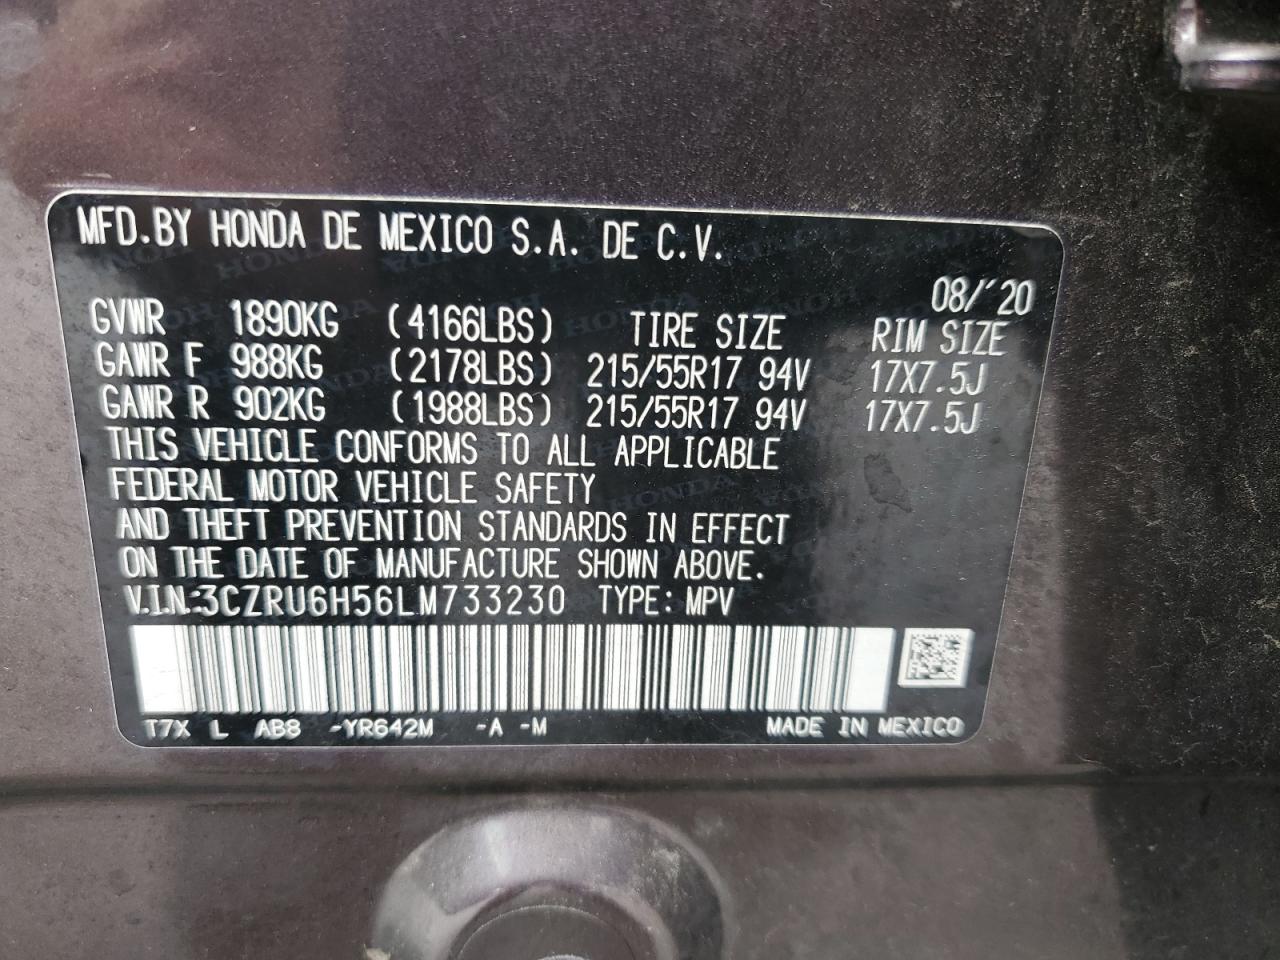 MFD.BY HONDA DE MEXICO S.A. DE C.V.
08/'20
GVWR 1890KG (4166LBS) TIRE SIZE RIM SIZE
GAWR F 988KG (2178LBS) 215/55R17 94V 17X7.5J
GAWR R 902KG (1988LBS) 215/55R17 94V 17X7.5J
THIS VEHICLE CONFORMS TO ALL APPLICABLE
FEDERAL MOTOR VEHICLE SAFETY
AND THEFT PREVENTION STANDARDS IN EFFECT
ON THE DATE OF MANUFACTURE SHOWN ABOVE.
V.I.N.:3CZRU6H56LM733230 TYPE: MPV
T7X L AB8 -YR642M -A -M MADE IN MEXICO